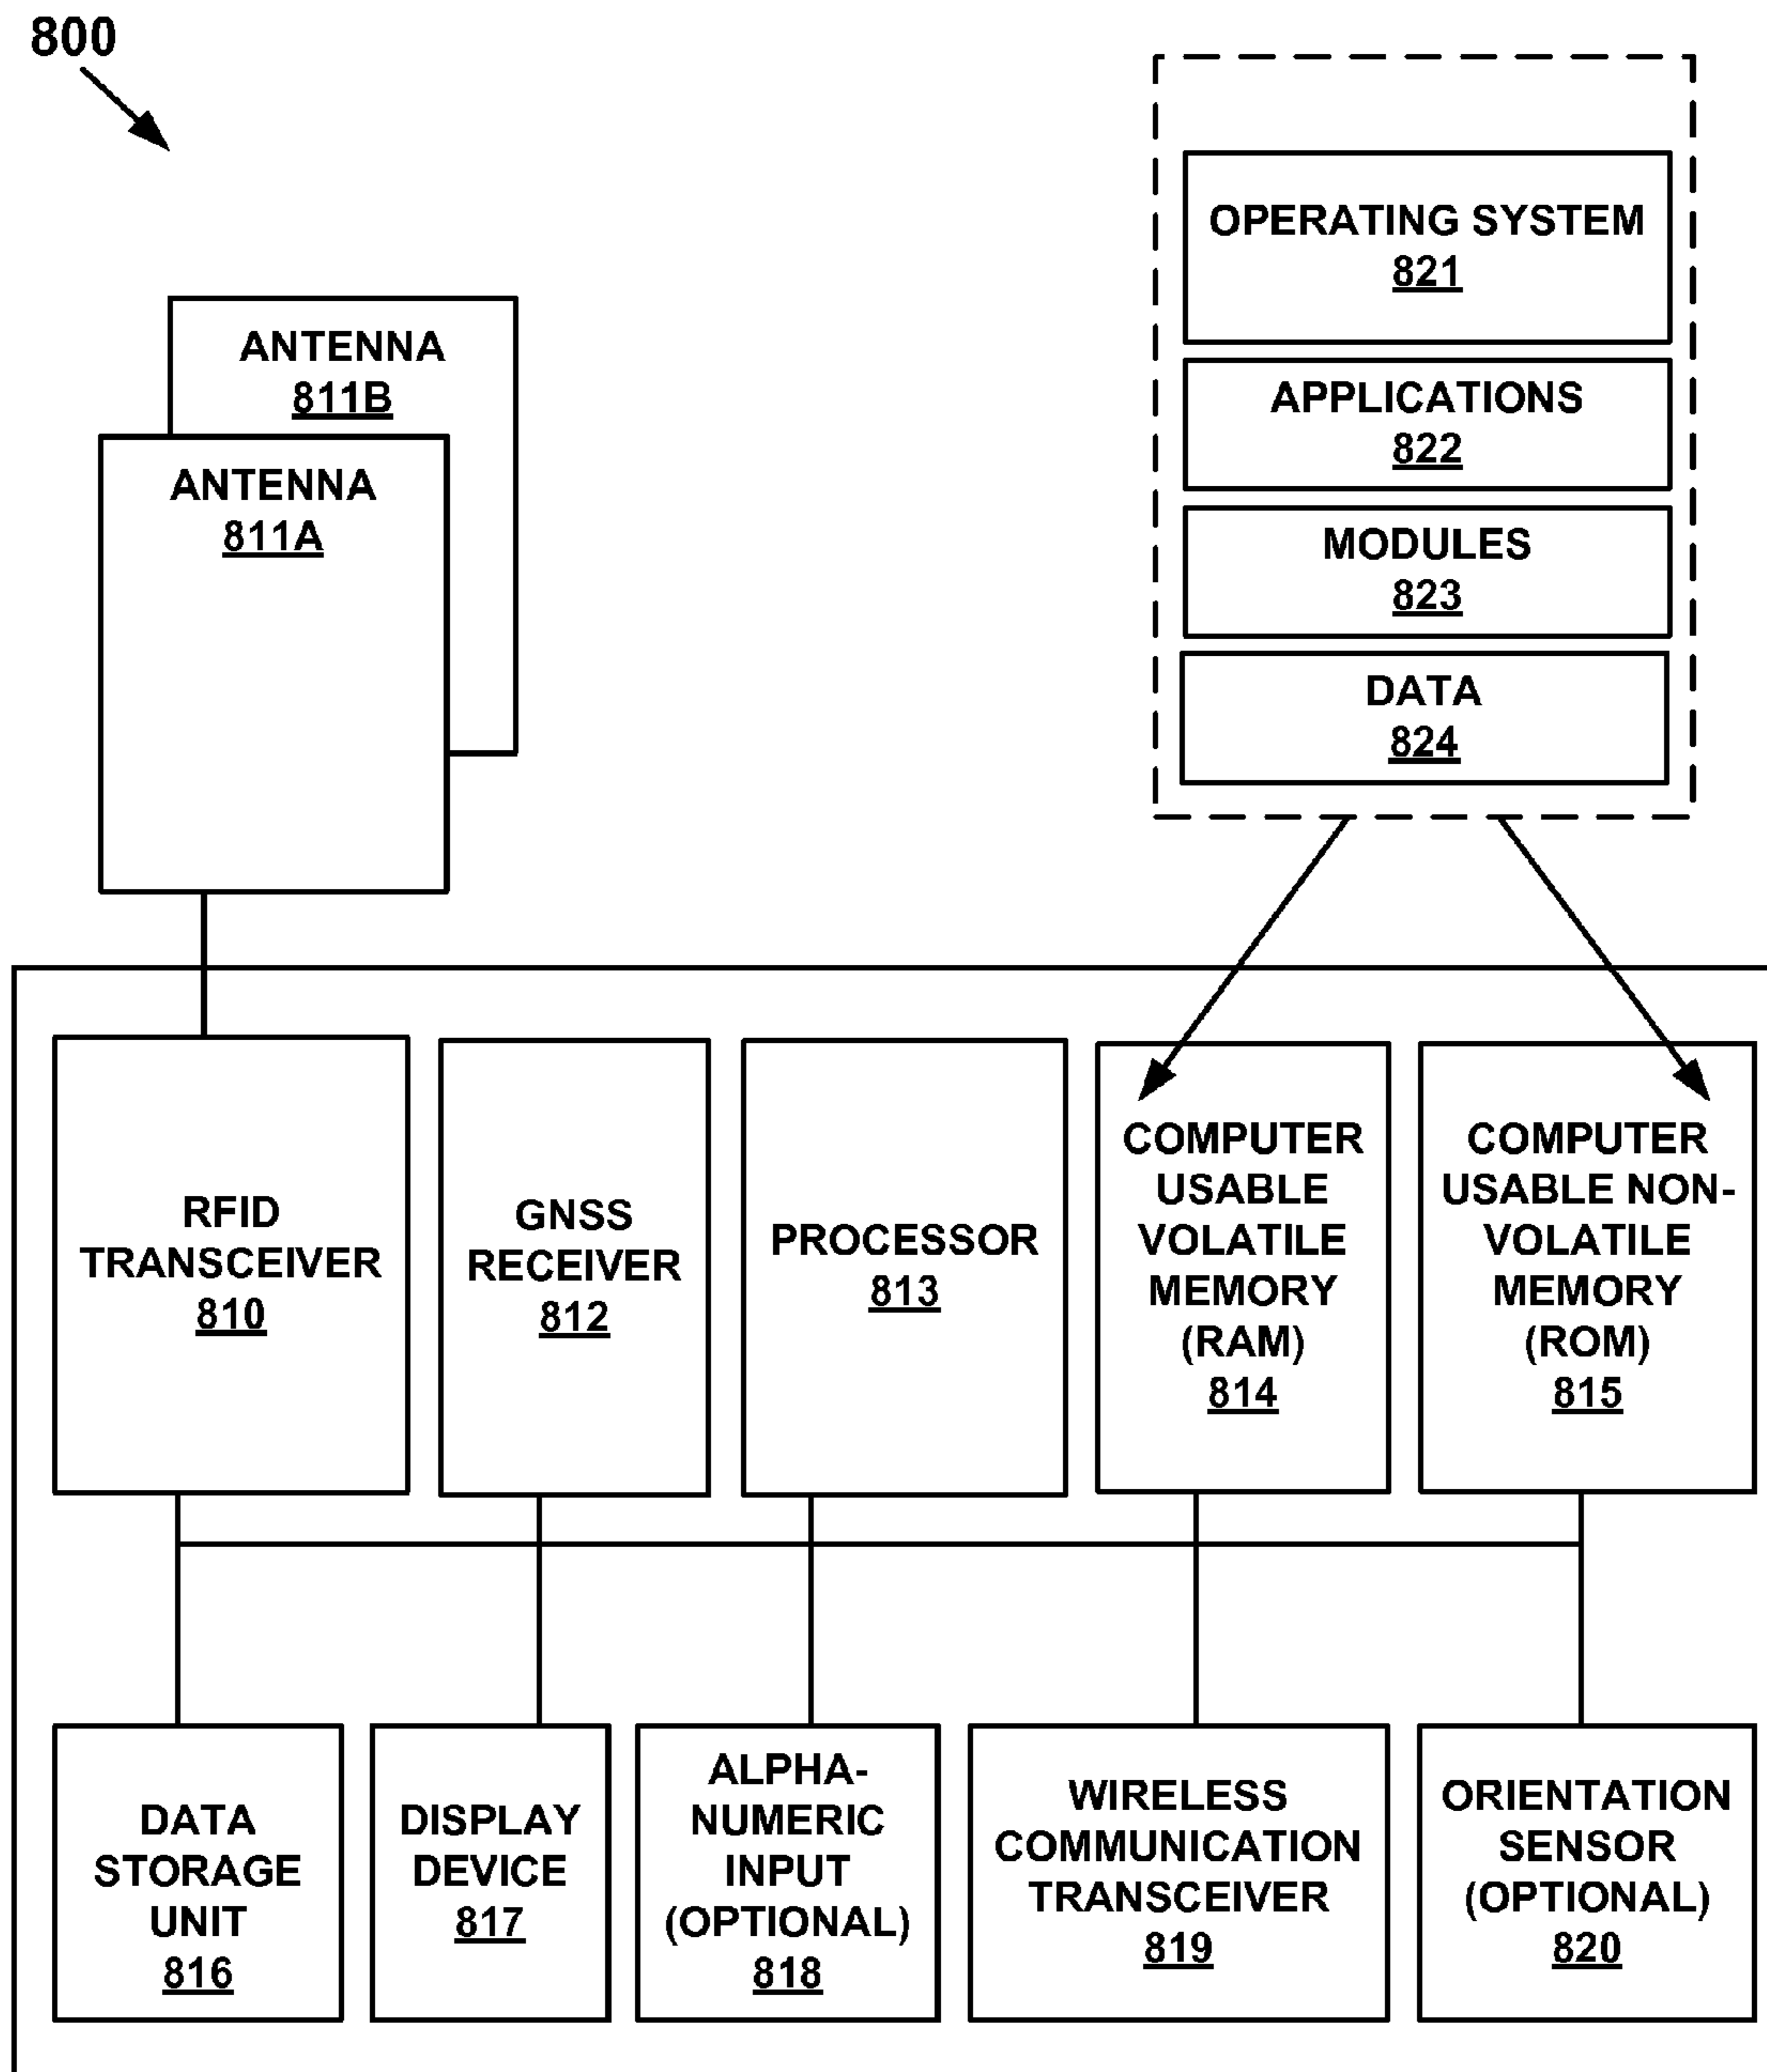 800
OPERATING SYSTEM
821
APPLICATIONS
822
MODULES
823
DATA
824
ANTENNA
811B
ANTENNA
811A
RFID
TRANSCEIVER
810
GNSS
RECEIVER
812
PROCESSOR
813
COMPUTER
USABLE
VOLATILE
MEMORY
(RAM)
814
COMPUTER
USABLE NON-
VOLATILE
MEMORY
(ROM)
815
DATA
STORAGE
UNIT
816
DISPLAY
DEVICE
817
ALPHA-
NUMERIC
INPUT
(OPTIONAL)
818
WIRELESS
COMMUNICATION
TRANSCEIVER
819
ORIENTATION
SENSOR
(OPTIONAL)
820